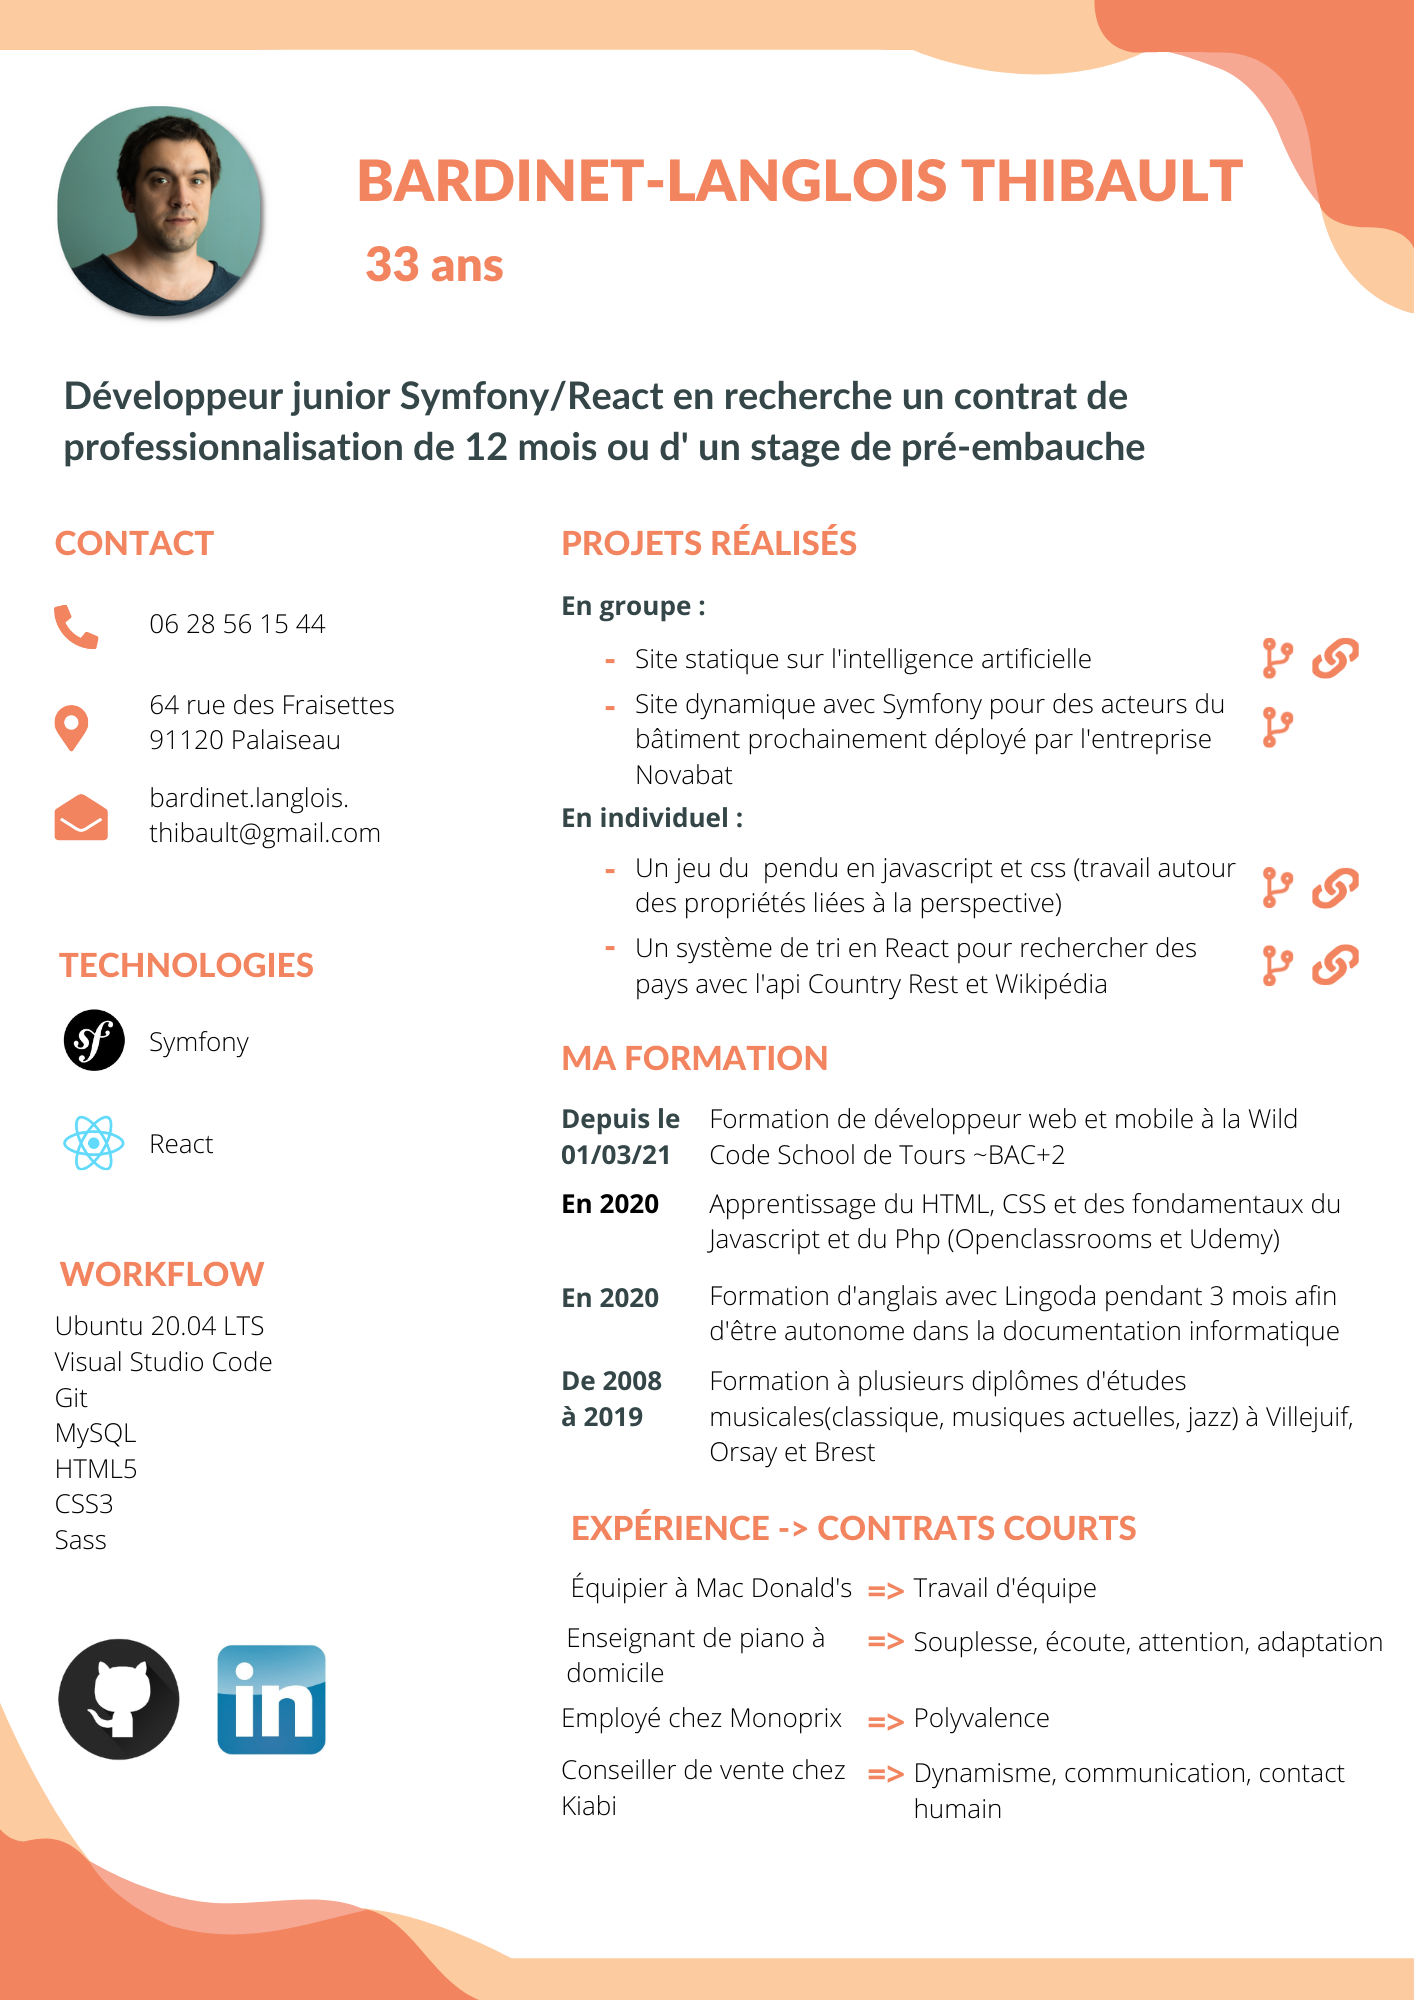 BARDINET-LANGLOIS THIBAULT
33 ans
Développeur junior Symfony/React en recherche un contrat de
professionnalisation de 12 mois ou d' un stage de pré-embauche
CONTACT
06 28 56 15 44
64 rue des Fraisettes
91120 Palaiseau
bardinet.langlois.
thibault@gmail.com
TECHNOLOGIES
sf
Symfony
React
WORKFLOW
Ubuntu 20.04 LTS
Visual Studio Code
Git
MySQL
HTML5
CSS3
Sass
in
PROJETS RÉALISÉS
En groupe :
- Site statique sur l'intelligence artificielle
- Site dynamique avec Symfony pour des acteurs du
bâtiment prochainement déployé par l'entreprise
Novabat
En individuel :
- Un jeu du  pendu en javascript et css (travail autour
des propriétés liées à la perspective)
- Un système de tri en React pour rechercher des
pays avec l'api Country Rest et Wikipédia
MA FORMATION
Depuis le Formation de développeur web et mobile à la Wild
01/03/21 Code School de Tours ~BAC+2
En 2020 Apprentissage du HTML, CSS et des fondamentaux du
Javascript et du Php (Openclassrooms et Udemy)
En 2020 Formation d'anglais avec Lingoda pendant 3 mois afin
d'être autonome dans la documentation informatique
De 2008 Formation à plusieurs diplômes d'études
à 2019 musicales(classique, musiques actuelles, jazz) à Villejuif,
Orsay et Brest
EXPÉRIENCE -> CONTRATS COURTS
Équipier à Mac Donald's => Travail d'équipe
Enseignant de piano à => Souplesse, écoute, attention, adaptation
domicile
Employé chez Monoprix => Polyvalence
Conseiller de vente chez => Dynamisme, communication, contact
Kiabi humain